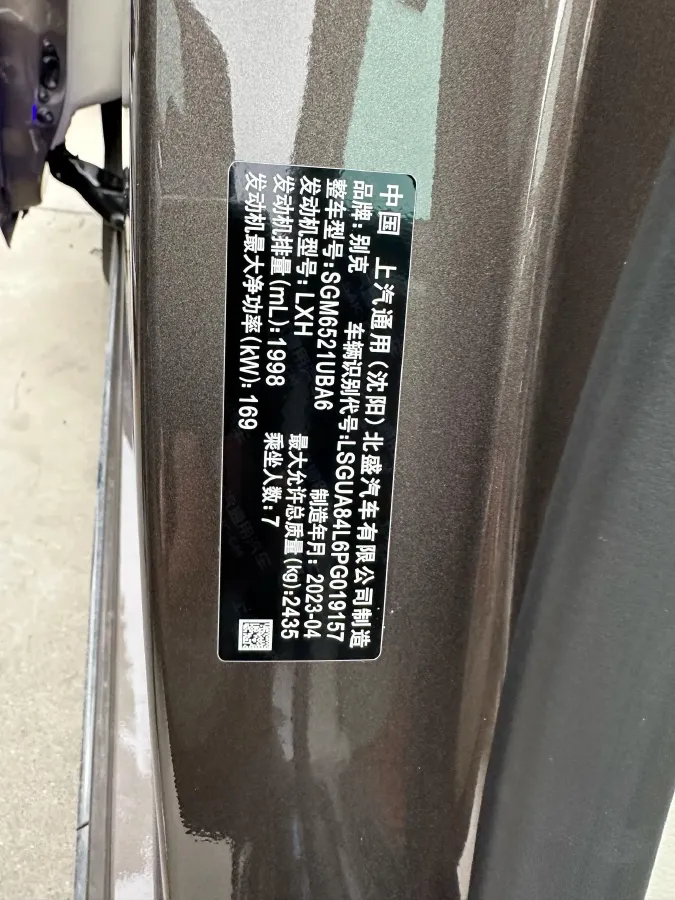 中国 上汽通用(沈阳)北盛汽车有限公司制造
品牌:别克 车辆识别代号:LSGUA84L6PG019157
整车型号:SGM6521UBA6 制造年月: 2023-04
发动机型号:LXH 最大允许总质量(kg):2435
发动机排量(mL):1998 乘坐人数:7
发动机最大净功率(kW):169